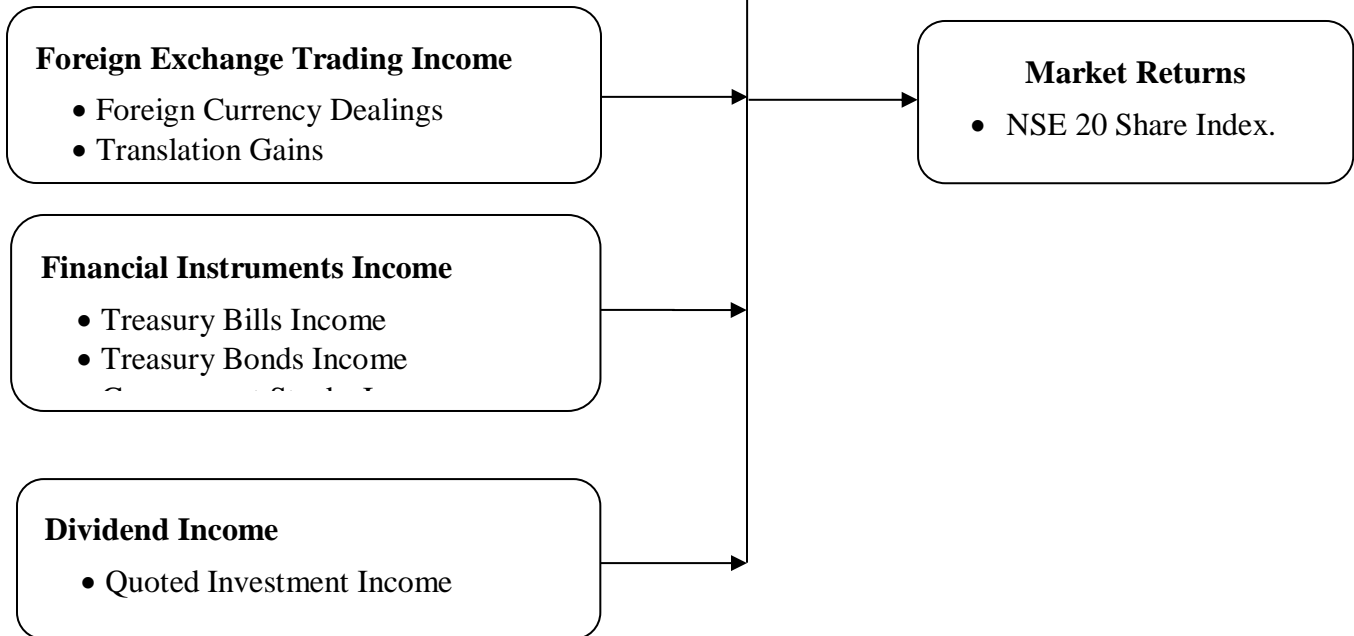 Foreign Exchange Trading Income
• Foreign Currency Dealings
• Translation Gains
Market Returns
• NSE 20 Share Index.
Financial Instruments Income
• Treasury Bills Income
• Treasury Bonds Income
Dividend Income
• Quoted Investment Income